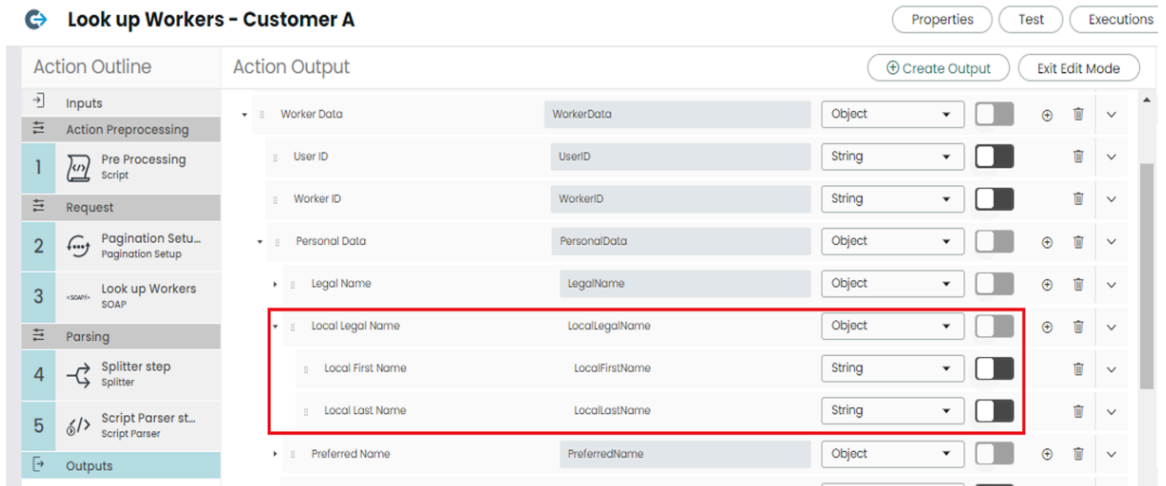 Look up Workers - Customer A
Properties
Test
Executions
Action Outline
Action Output
Create Output
Exit Edit Mode
Inputs
Action Preprocessing
1
Pre Processing
Script
Request
2
Pagination Setu...
Pagination Setup
3
<SOAP/>
Look up Workers
SOAP
Parsing
4
Splitter step
Splitter
5
Script Parser st...
Script Parser
Outputs
Worker Data WorkerData Object
User ID UserID String
Worker ID WorkerID String
Personal Data PersonalData Object
Legal Name LegalName Object
Local Legal Name LocalLegalName Object
Local First Name LocalFirstName String
Local Last Name LocalLastName String
Preferred Name PreferredName Object